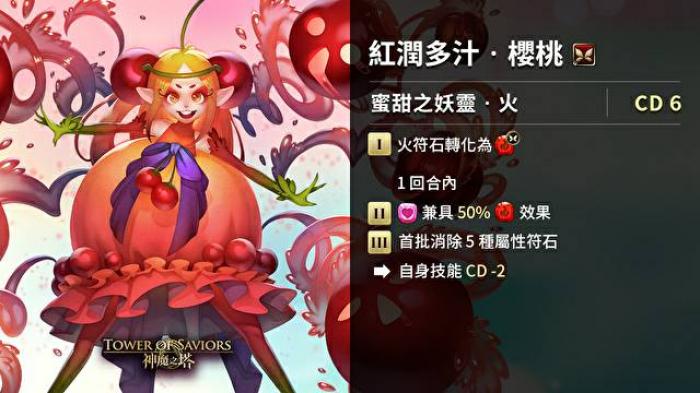 紅潤多汁‧櫻桃
蜜甜之妖靈‧火 CD 6
I 火符石轉化為
1 回合內
II 兼具 50% 效果
III 首批消除 5 種屬性符石
➡ 自身技能 CD -2
TOWER OF SAVIORS
神魔之塔